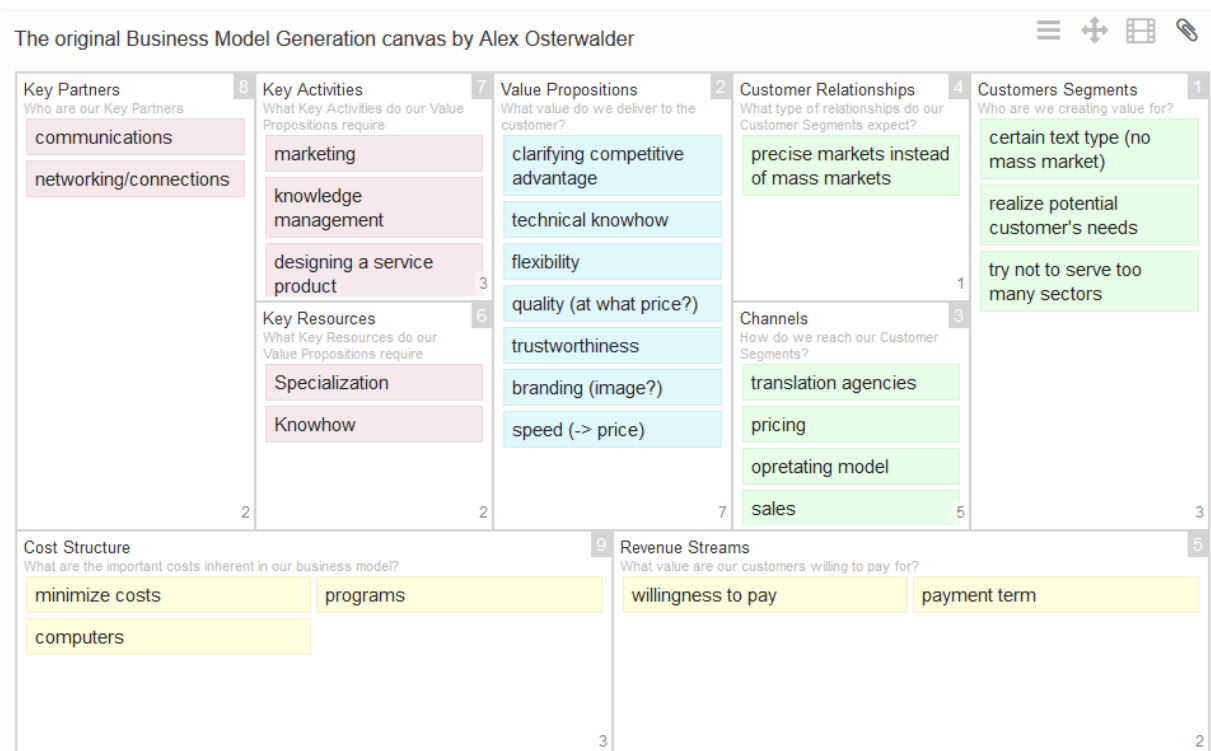 The original Business Model Generation canvas by Alex Osterwalder
Key Partners
8
Who are our Key Partners
communications
networking/connections
2
Key Activities
7
What Key Activities do our Value
Propositions require
marketing
knowledge
management
designing a service
product
3
Key Resources
6
What Key Resources do our
Value Propositions require
Specialization
Knowhow
2
Value Propositions
2
What value do we deliver to the
customer?
clarifying competitive
advantage
technical knowhow
flexibility
quality (at what price?)
trustworthiness
branding (image?)
speed (-> price)
7
Customer Relationships
4
What type of relationships do our
Customer Segments expect?
precise markets instead
of mass markets
1
Channels
3
How do we reach our Customer
Segments?
translation agencies
pricing
opretating model
sales
5
Customers Segments
1
Who are we creating value for?
certain text type (no
mass market)
realize potential
customer's needs
try not to serve too
many sectors
3
Cost Structure
9
What are the important costs inherent in our business model?
minimize costs
programs
computers
3
Revenue Streams
5
What value are our customers willing to pay for?
willingness to pay
payment term
2